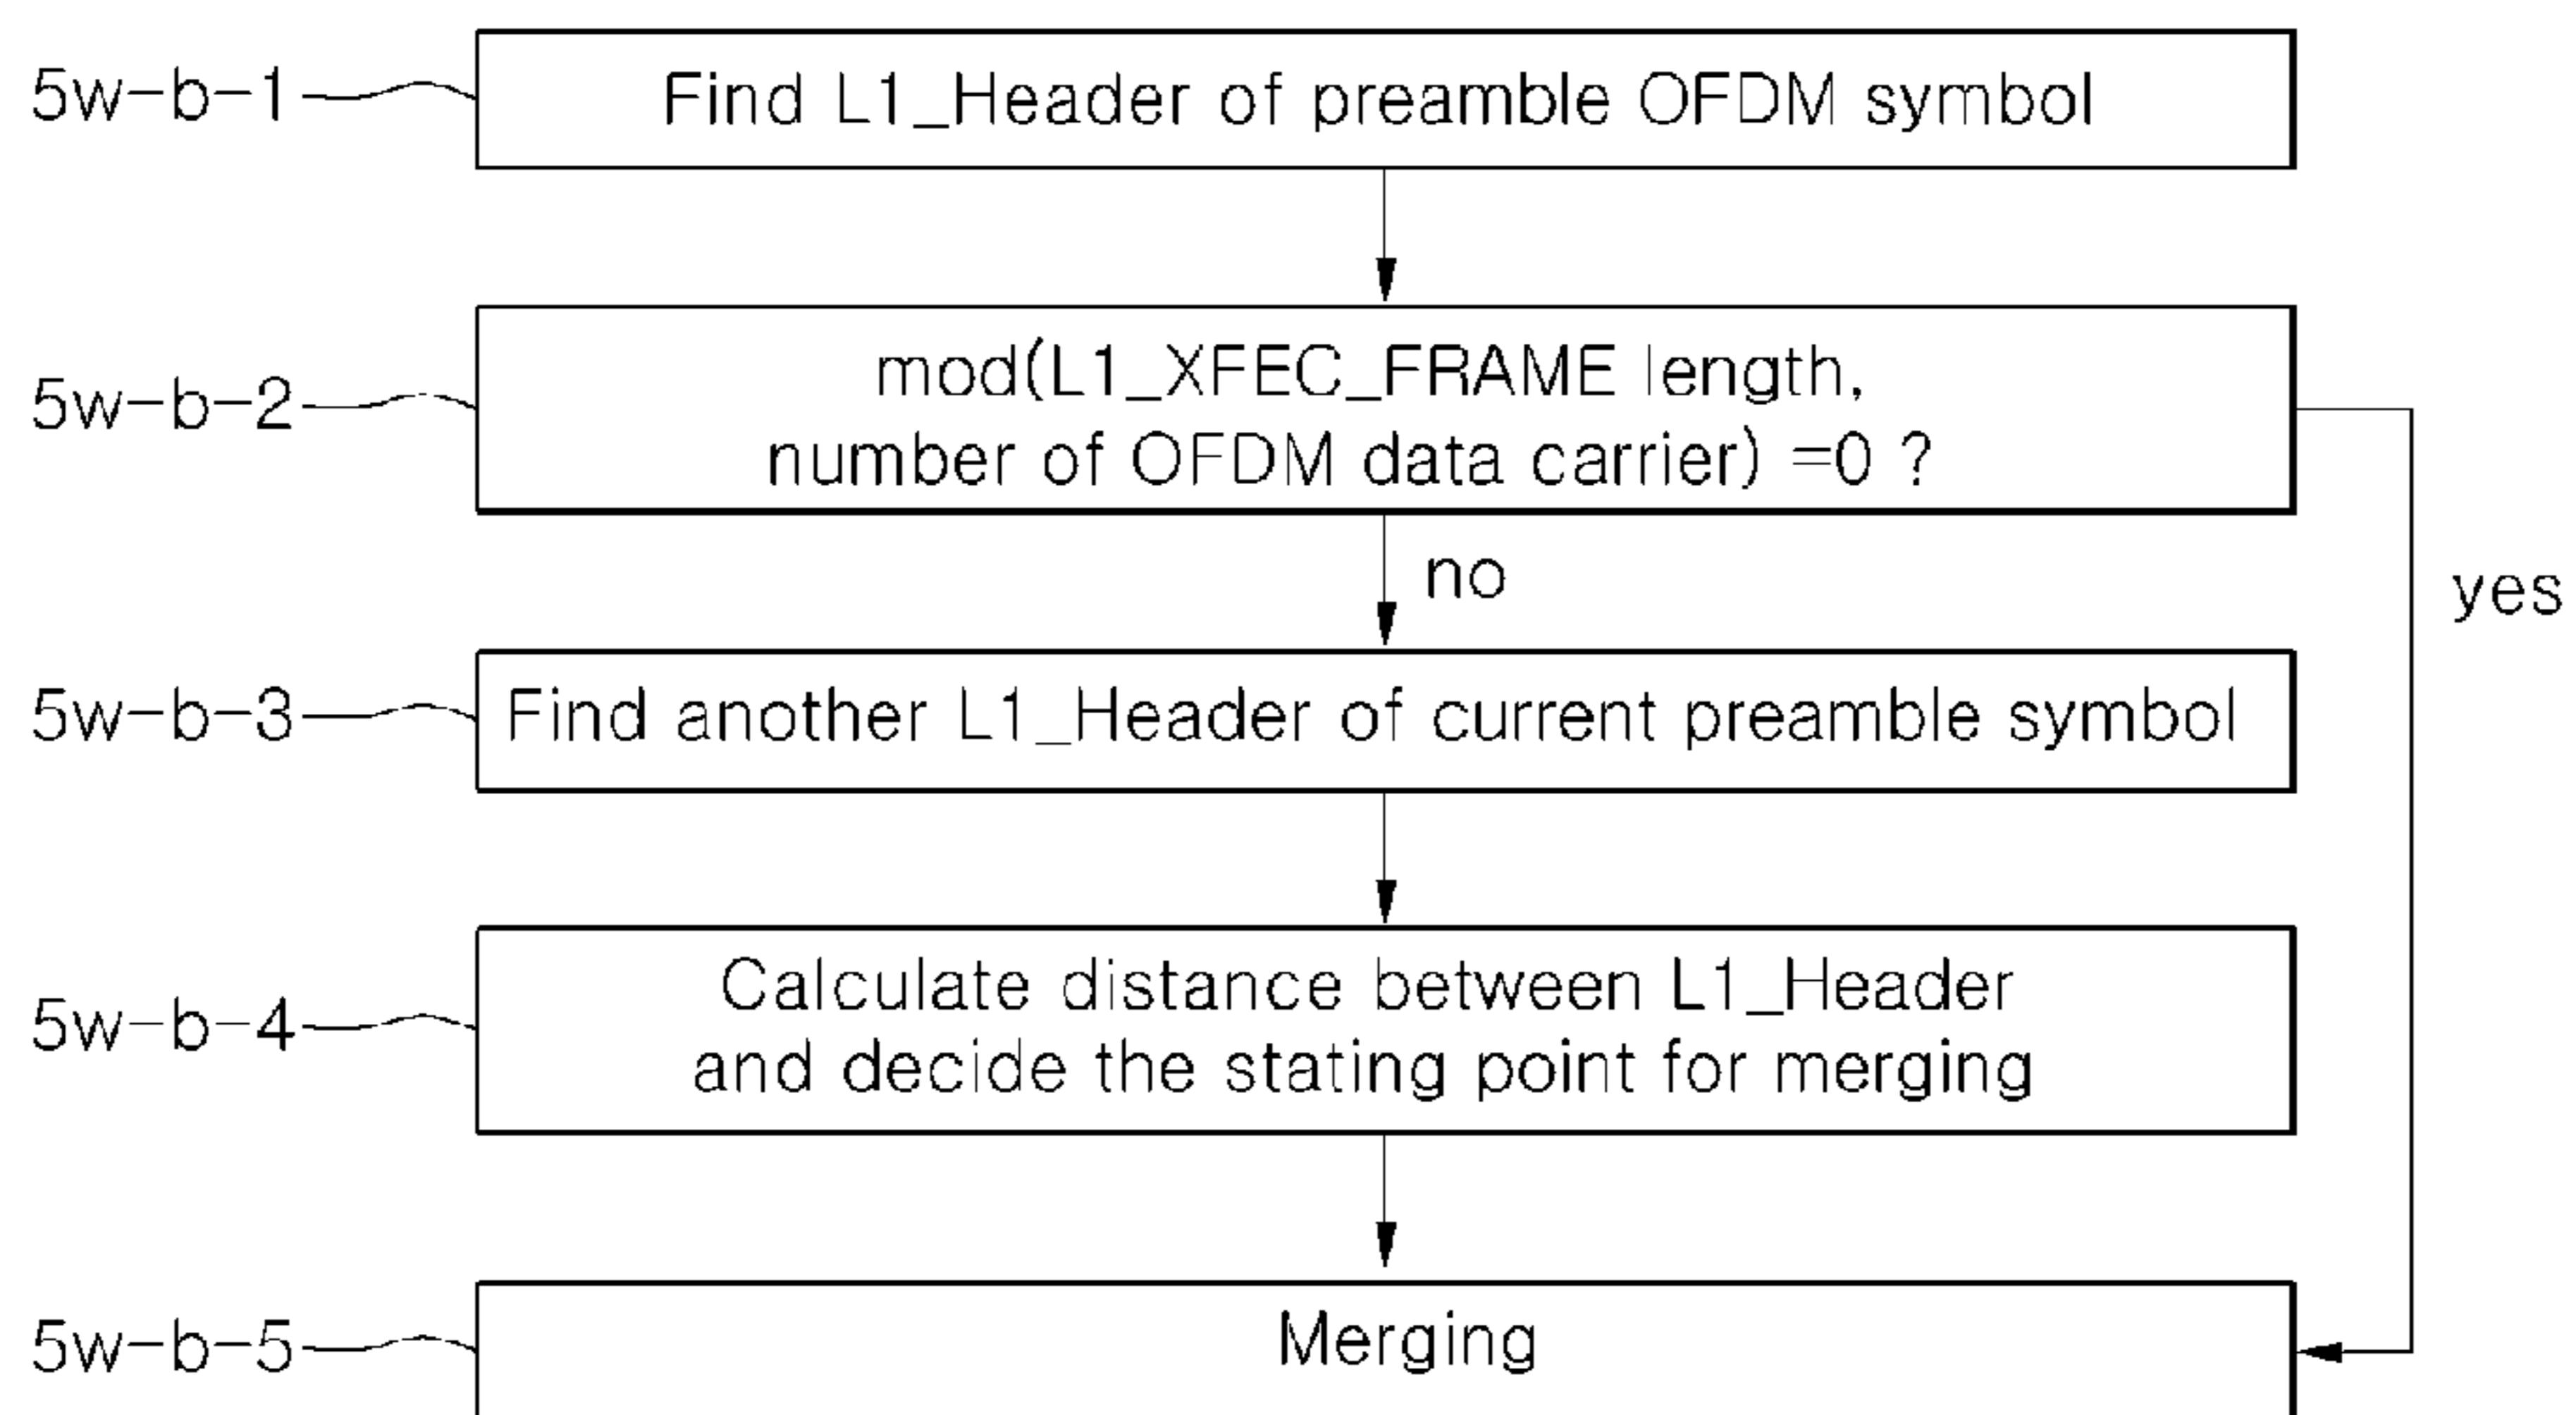 5w-b-1
Find L1_Header of preamble OFDM symbol
5w-b-2
mod(L1_XFEC_FRAME length,
number of OFDM data carrier) =0 ?
no
yes
5w-b-3
Find another L1_Header of current preamble symbol
5w-b-4
Calculate distance between L1_Header
and decide the stating point for merging
5w-b-5
Merging